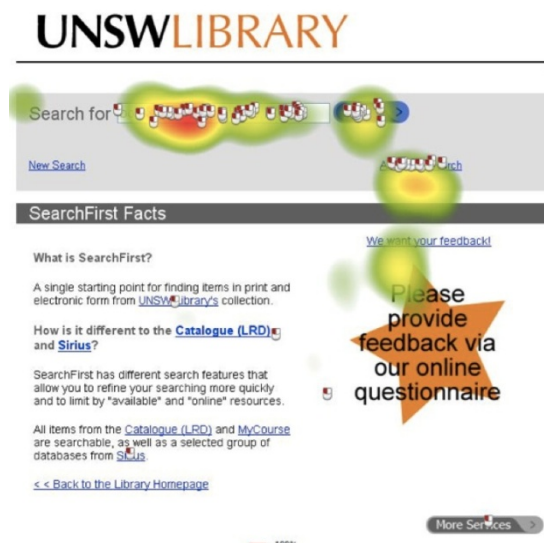 UNSWLIBRARY
Search for
New Search
We want your feedback!
SearchFirst Facts
What is SearchFirst?
A single starting point for finding items in print and
electronic form from UNSW Library's collection.
How is it different to the Catalogue (LRD)
and Sirius?
SearchFirst has different search features that
allow you to refine your searching more quickly
and to limit by "available" and "online" resources.
All items from the Catalogue (LRD) and MyCourse
are searchable, as well as a selected group of
databases from Sirius.
< < Back to the Library Homepage
Please
provide
feedback via
our online
questionnaire
More Services >
100%